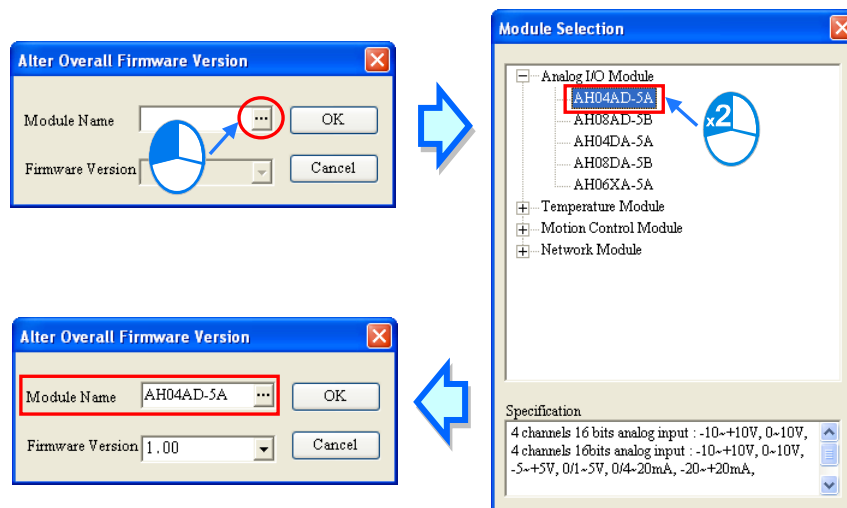 Alter Overall Firmware Version
Module Name ... OK
Firmware Version Cancel
Module Selection
Analog I/O Module
AH04AD-5A
AH08AD-5B
AH04DA-5A
AH08DA-5B
AH06XA-5A
Temperature Module
Motion Control Module
Network Module
x2
Specification
4 channels 16 bits analog input : -10~+10V, 0~10V,
4 channels 16bits analog input : -10~+10V, 0~10V,
-5~+5V, 0/1~5V, 0/4~20mA, -20~+20mA,
Alter Overall Firmware Version
Module Name AH04AD-5A ... OK
Firmware Version 1.00 Cancel